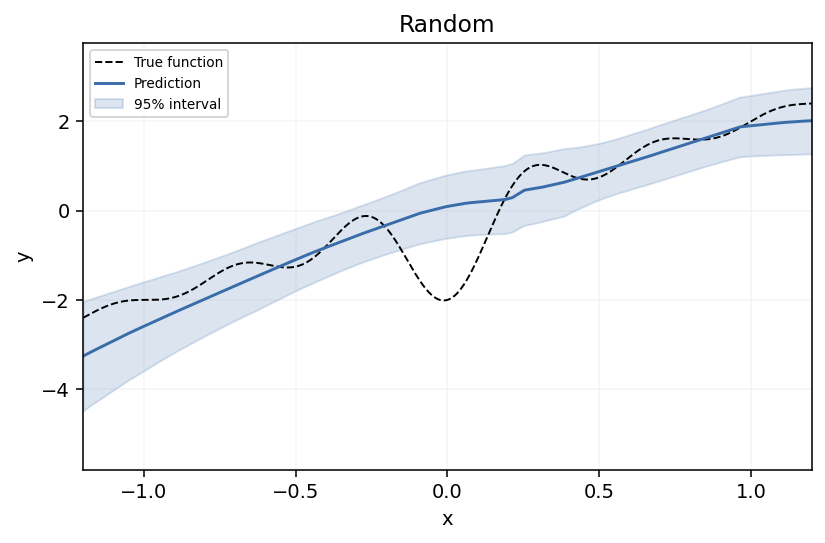 Random
True function
Prediction
95% interval
y
2
0
−2
−4
−1.0
−0.5
0.0
0.5
1.0
x